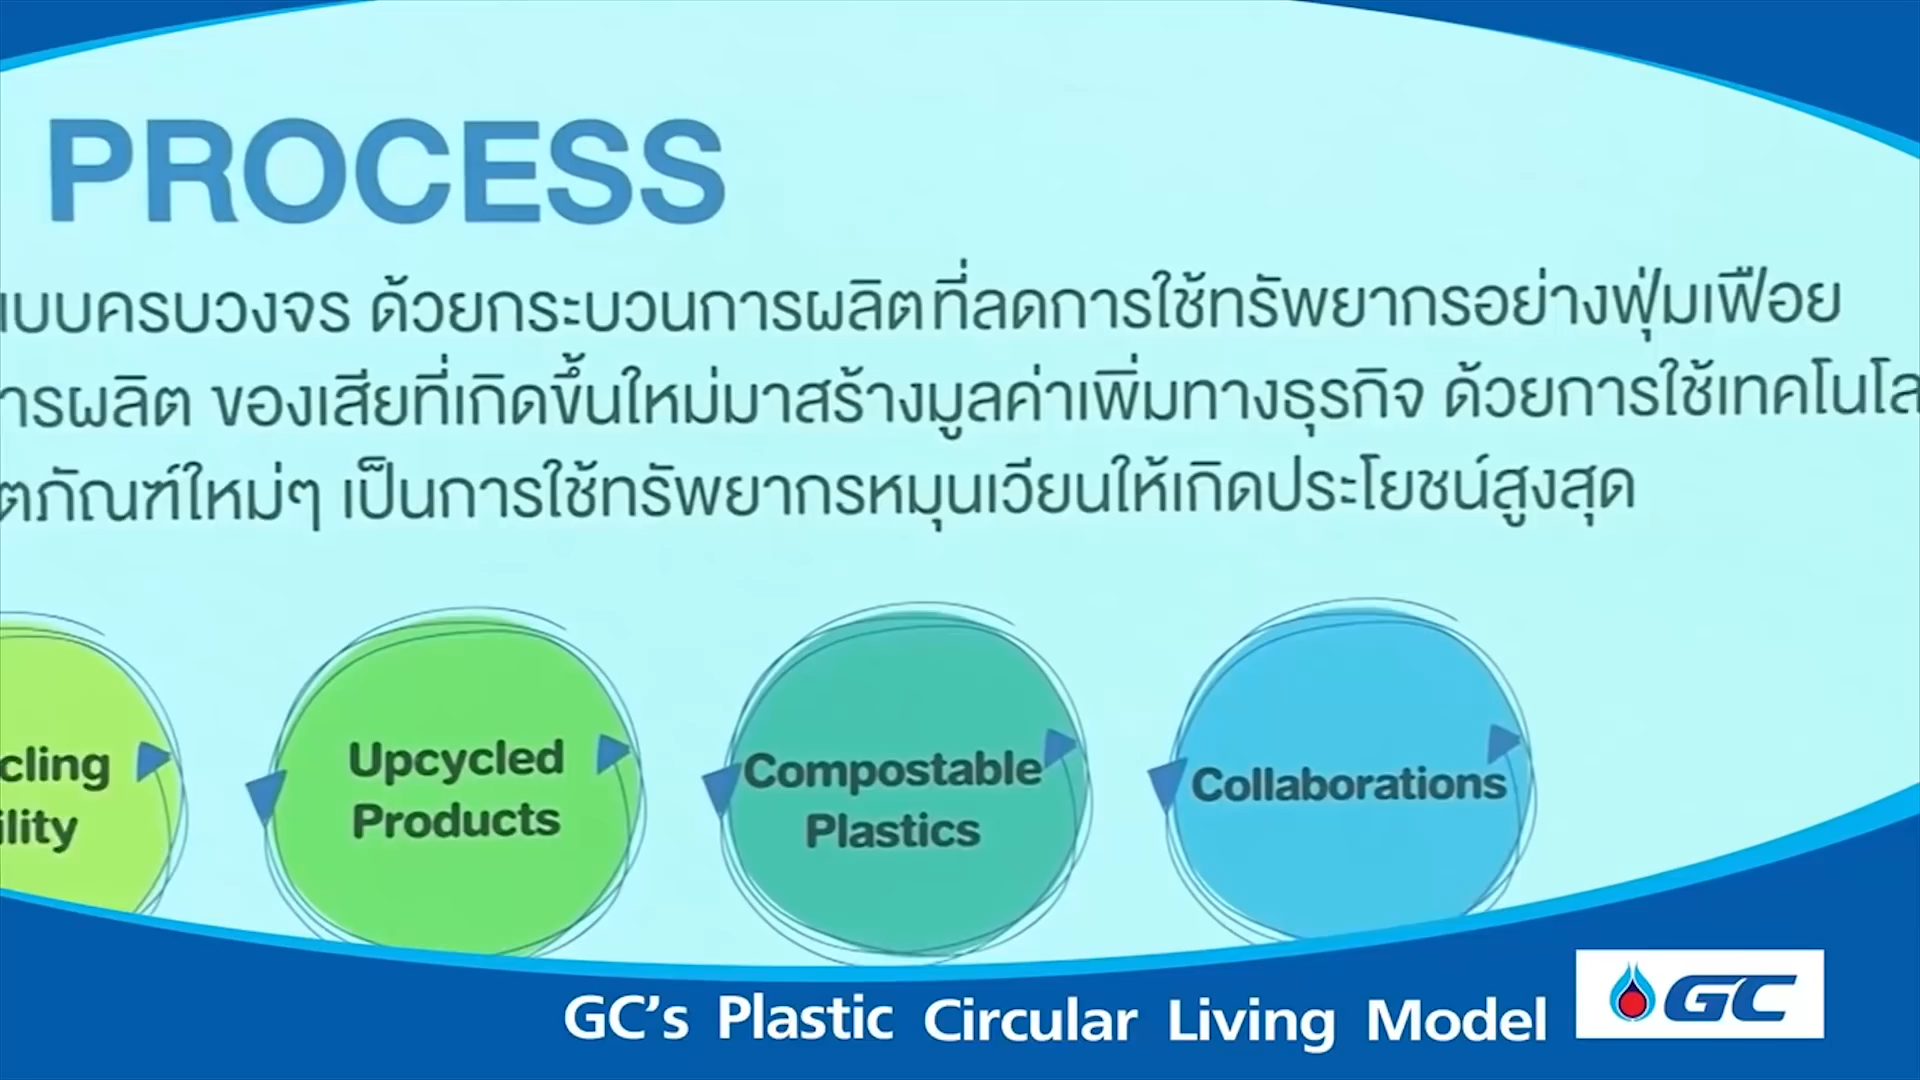 PROCESS
แบบครบวงจร ด้วยกระบวนการผลิตที่ลดการใช้ทรัพยากรอย่างฟุ่มเฟือย
ารผลิต ของเสียที่เกิดขึ้นใหม่มาสร้างมูลค่าเพิ่มทางธุรกิจ ด้วยการใช้เทคโนโล
ตภัณฑ์ใหม่ๆ เป็นการใช้ทรัพยากรหมุนเวียนให้เกิดประโยชน์สูงสุด
cling
ility
Upcycled
Products
Compostable
Plastics
Collaborations
GC's Plastic Circular Living Model
GC